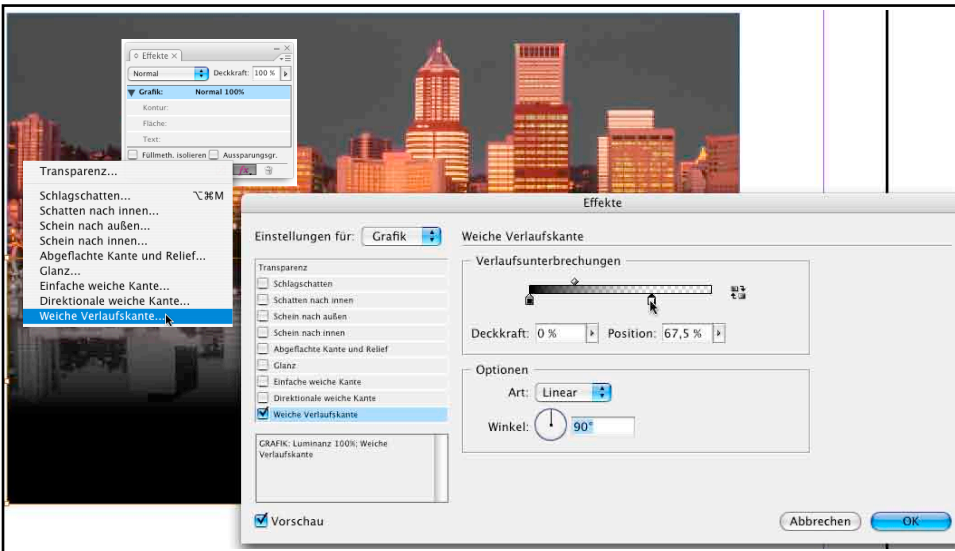 Effekte
Normal Deckkraft: 100 %
Grafik: Normal 100%
Kontur:
Fläche:
Text:
Füllmeth. isolieren Aussparungsgr.
fx.
Transparenz...
Schlagschatten... ⌥⌘M
Schatten nach innen...
Schein nach außen...
Schein nach innen...
Abgeflachte Kante und Relief...
Glanz...
Einfache weiche Kante...
Direktionale weiche Kante...
Weiche Verlaufskante...
Effekte
Einstellungen für: Grafik
Transparenz
Schlagschatten
Schatten nach innen
Schein nach außen
Schein nach innen
Abgeflachte Kante und Relief
Glanz
Einfache weiche Kante
Direktionale weiche Kante
Weiche Verlaufskante
GRAFIK: Luminanz 100%; Weiche
Verlaufskante
Vorschau
Weiche Verlaufskante
Verlaufsunterbrechungen
Deckkraft: 0 % Position: 67,5 %
Optionen
Art: Linear
Winkel: 90°
Abbrechen OK